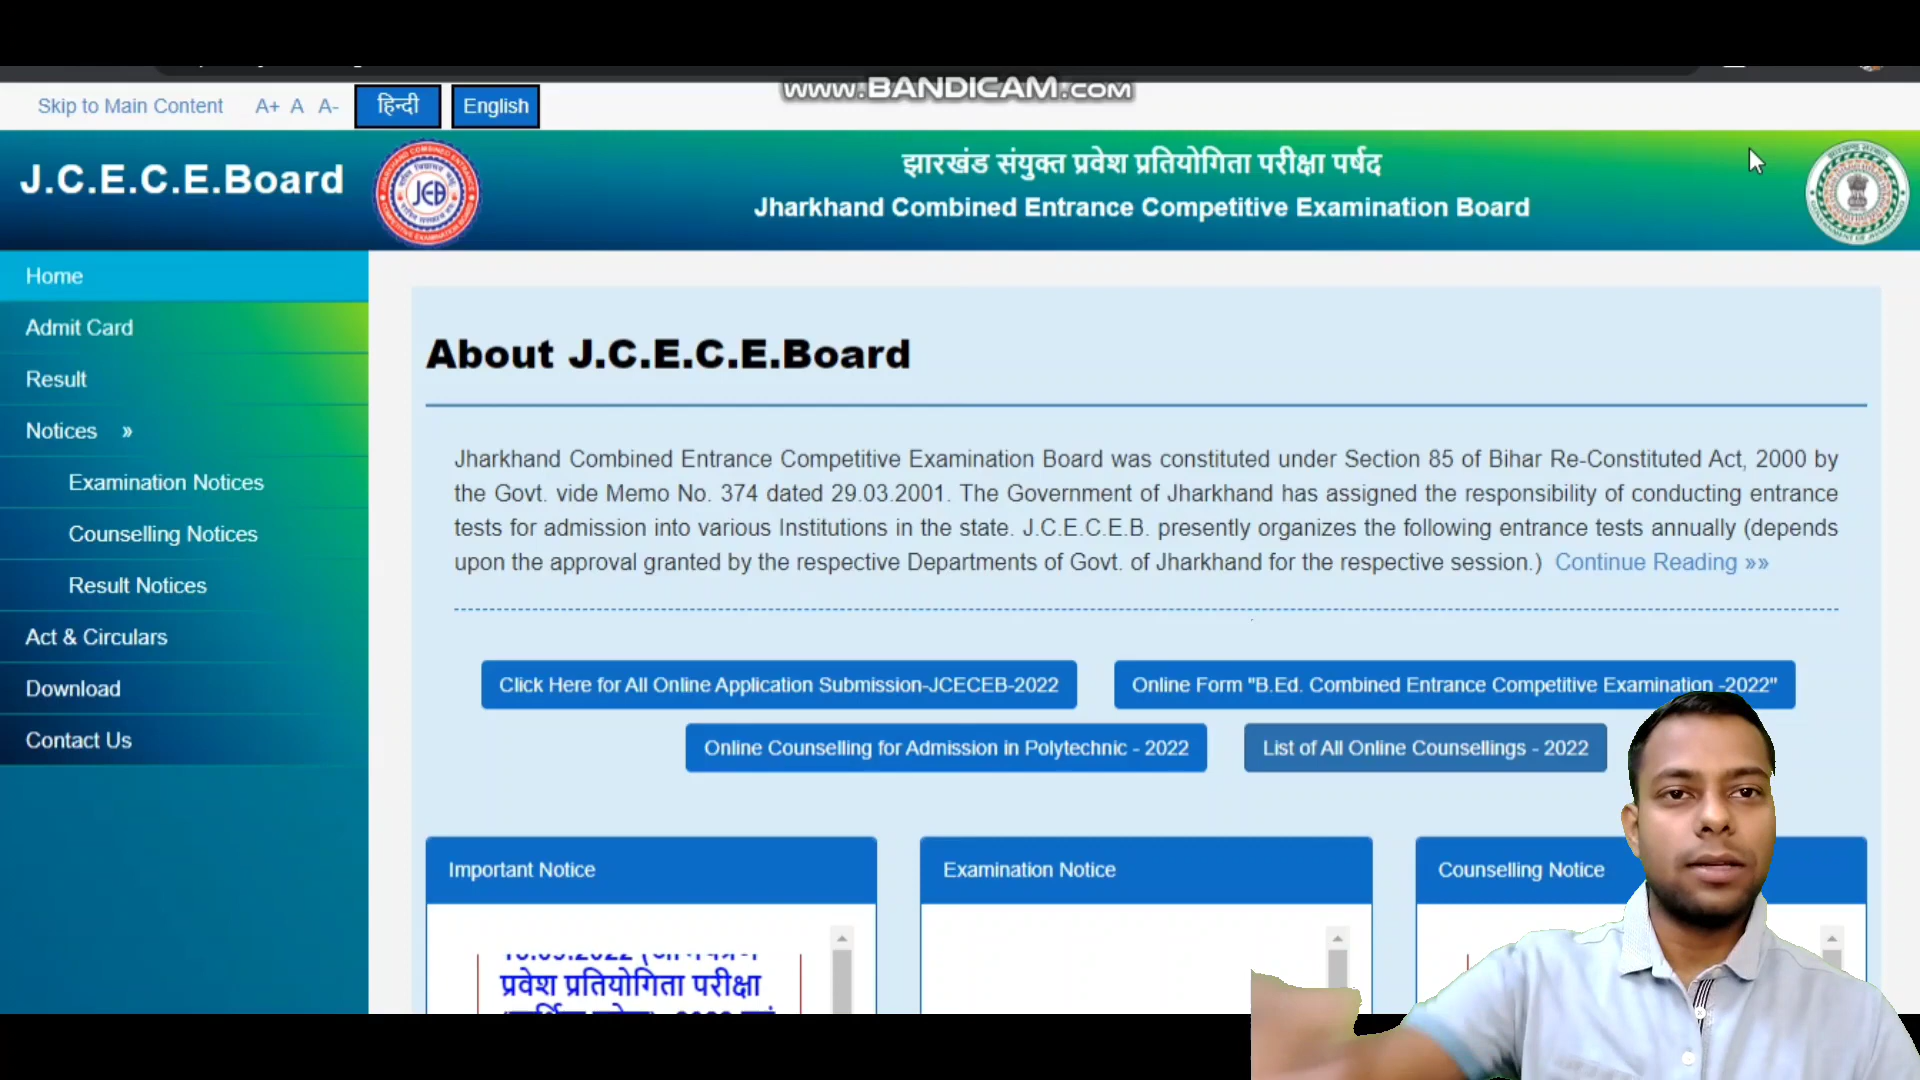 www.BANDICAM.com
Skip to Main Content A+ A A- हिन्दी English
J.C.E.C.E.Board
JEB
झारखंड संयुक्त प्रवेश प्रतियोगिता परीक्षा पर्षद
Jharkhand Combined Entrance Competitive Examination Board
Home
Admit Card
Result
Notices »
Examination Notices
Counselling Notices
Result Notices
Act & Circulars
Download
Contact Us
About J.C.E.C.E.Board
Jharkhand Combined Entrance Competitive Examination Board was constituted under Section 85 of Bihar Re-Constituted Act, 2000 by
the Govt. vide Memo No. 374 dated 29.03.2001. The Government of Jharkhand has assigned the responsibility of conducting entrance
tests for admission into various Institutions in the state. J.C.E.C.E.B. presently organizes the following entrance tests annually (depends
upon the approval granted by the respective Departments of Govt. of Jharkhand for the respective session.) Continue Reading »»
Click Here for All Online Application Submission-JCECEB-2022
Online Form "B.Ed. Combined Entrance Competitive Examination -2022"
Online Counselling for Admission in Polytechnic - 2022
List of All Online Counsellings - 2022
Important Notice
Examination Notice
Counselling Notice
प्रवेश प्रतियोगिता परीक्षा